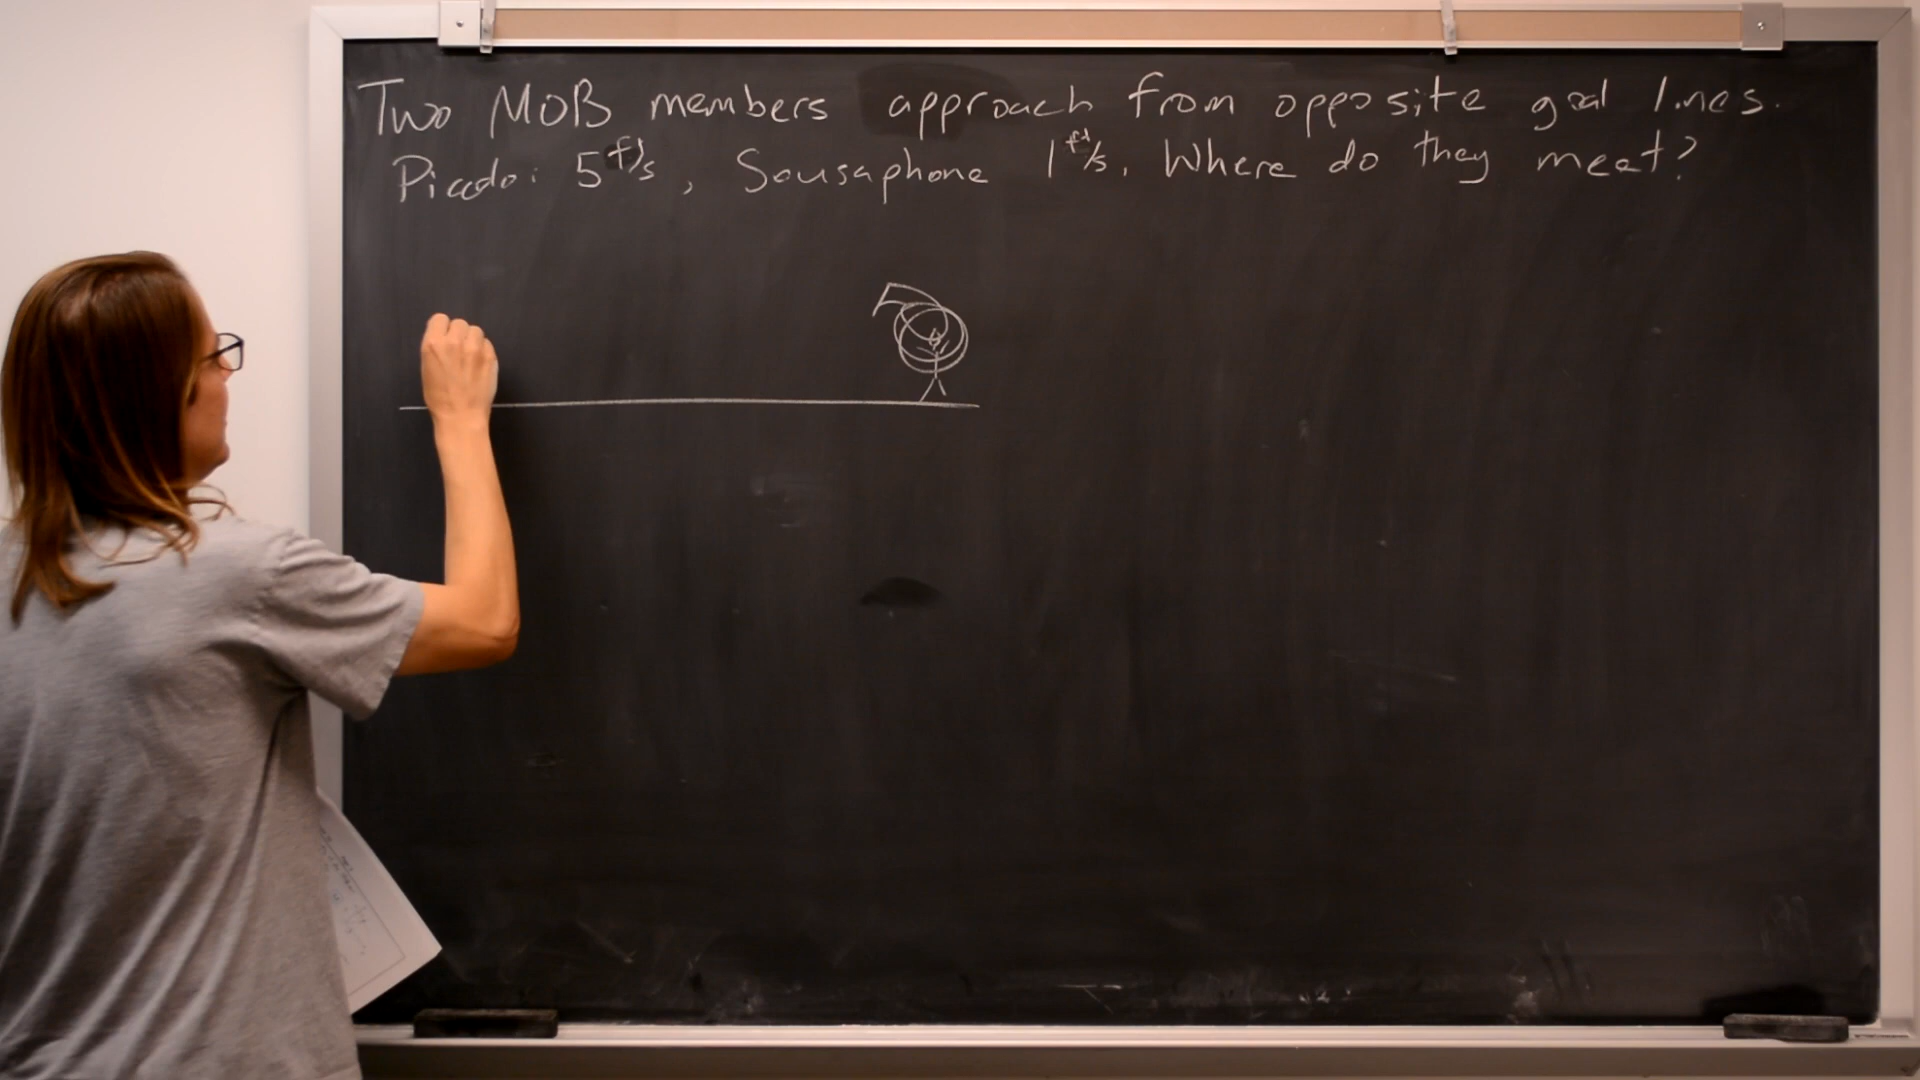 Two MOB members approach from opposite goal lines.
Piccolo: 5 ft/s, Sousaphone 1 ft/s. Where do they meet?